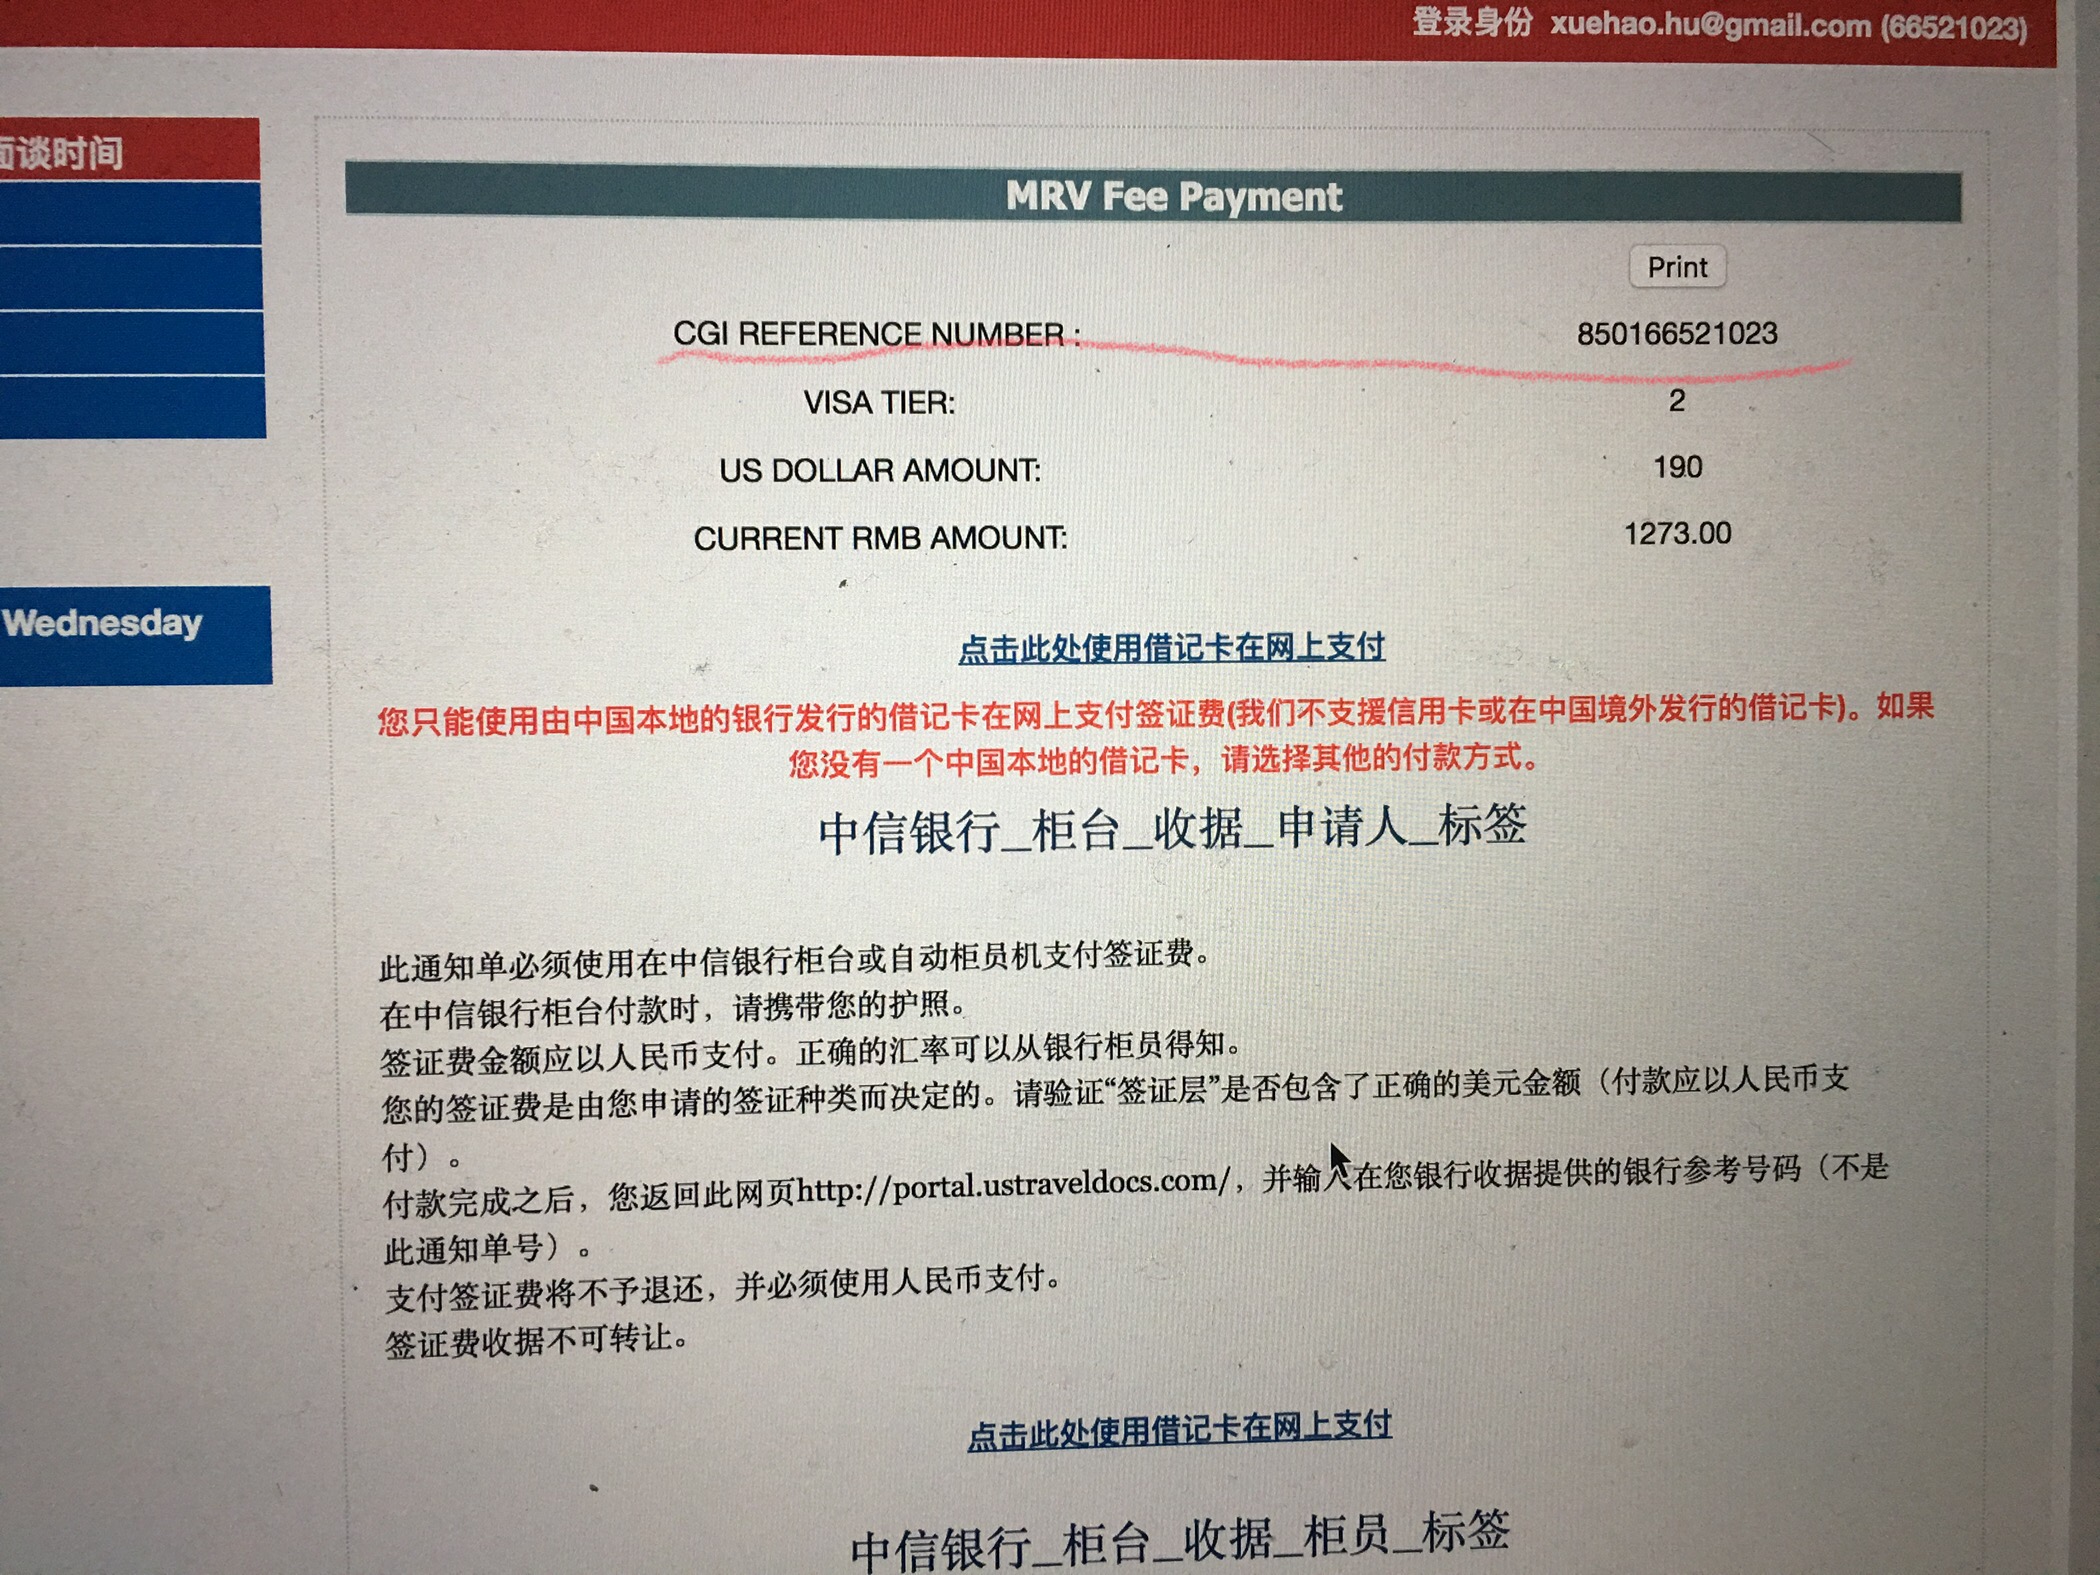 登录身份 xuehao.hu@gmail.com (66521023)
面谈时间
MRV Fee Payment
Print
CGI REFERENCE NUMBER : 850166521023
VISA TIER: 2
US DOLLAR AMOUNT: 190
CURRENT RMB AMOUNT: 1273.00
Wednesday
点击此处使用借记卡在网上支付
您只能使用由中国本地的银行发行的借记卡在网上支付签证费(我们不支援信用卡或在中国境外发行的借记卡)。如果
您没有一个中国本地的借记卡，请选择其他的付款方式。
中信银行_柜台_收据_申请人_标签
此通知单必须使用在中信银行柜台或自动柜员机支付签证费。
在中信银行柜台付款时，请携带您的护照。
签证费金额应以人民币支付。正确的汇率可以从银行柜员得知。
您的签证费是由您申请的签证种类而决定的。请验证“签证层”是否包含了正确的美元金额（付款应以人民币支
付）。
付款完成之后，您返回此网页http://portal.ustraveldocs.com/，并输入在您银行收据提供的银行参考号码（不是
此通知单号）。
支付签证费将不予退还，并必须使用人民币支付。
签证费收据不可转让。
点击此处使用借记卡在网上支付
中信银行_柜台_收据_柜员_标签